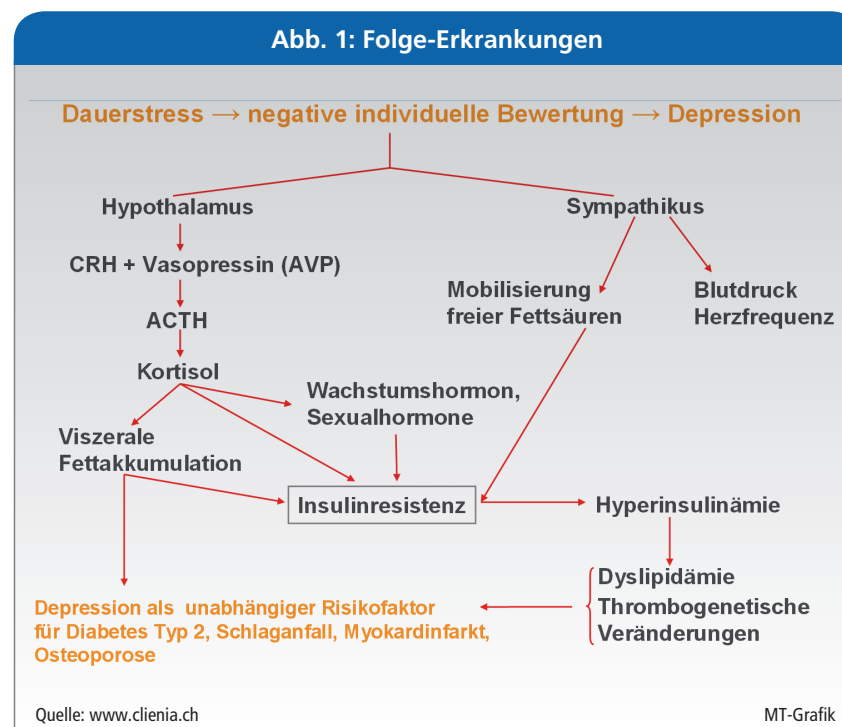 Abb. 1: Folge-Erkrankungen
Dauerstress → negative individuelle Bewertung → Depression
Hypothalamus
Sympathikus
CRH + Vasopressin (AVP)
Mobilisierung
freier Fettsäuren
Blutdruck
Herzfrequenz
ACTH
Kortisol
Wachstumshormon,
Sexualhormone
Viszerale
Fettakkumulation
Insulinresistenz
Hyperinsulinämie
Dyslipidämie
Thrombogenetische
Veränderungen
Depression als unabhängiger Risikofaktor
für Diabetes Typ 2, Schlaganfall, Myokardinfarkt,
Osteoporose
Quelle: www.clienia.ch
MT-Grafik